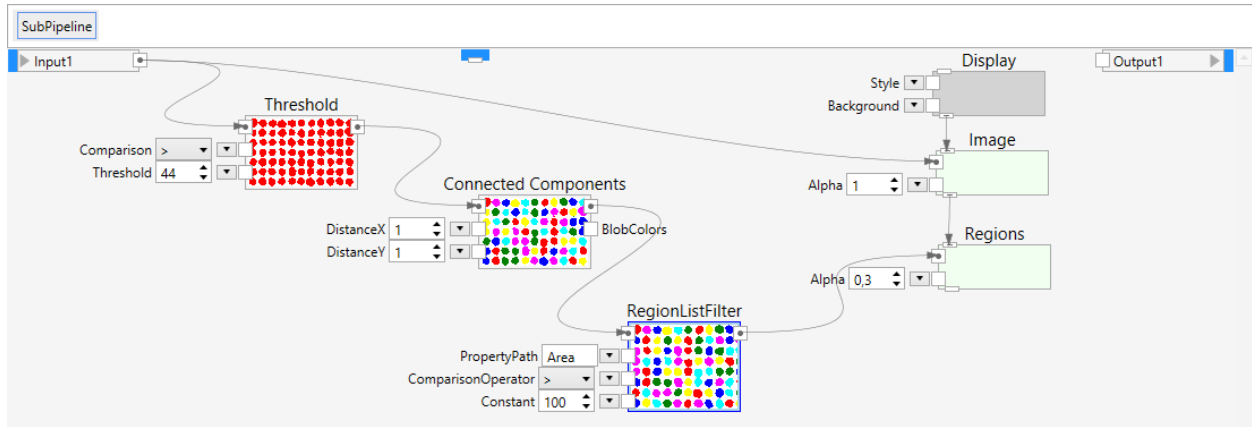 SubPipeline
Input1
Display
Output1
Style
Background
Threshold
Comparison >
Threshold 44
Image
Alpha 1
Connected Components
DistanceX 1
BlobColors
DistanceY 1
Regions
Alpha 0,3
RegionListFilter
PropertyPath Area
ComparisonOperator >
Constant 100